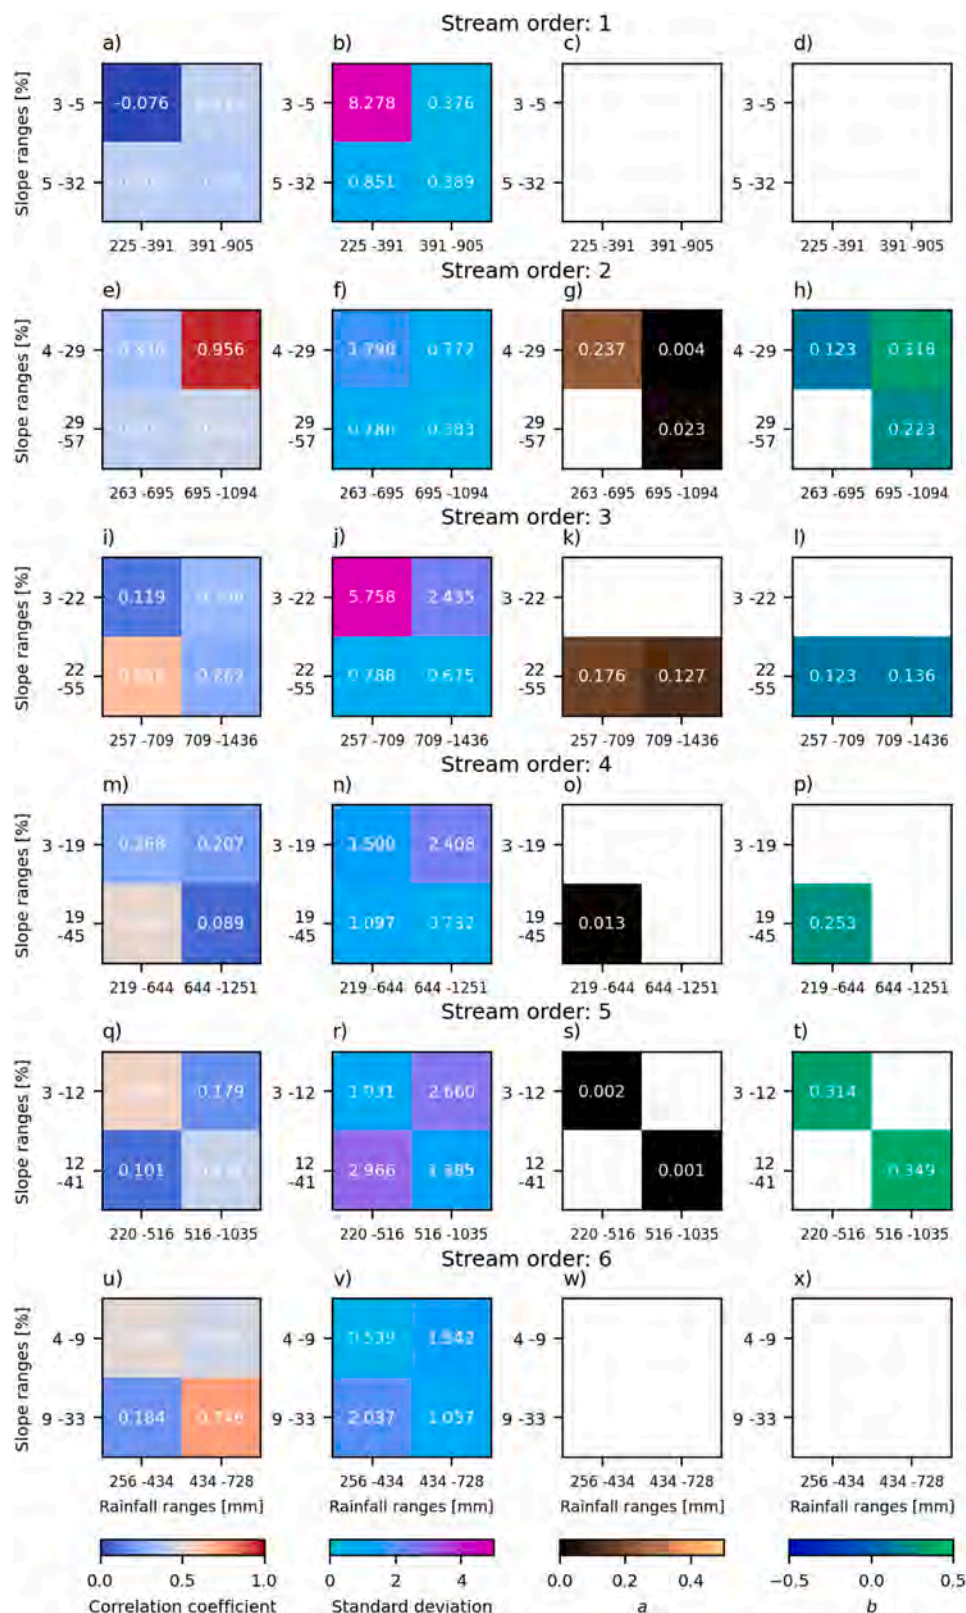 Stream order: 1
a) b) c) d)
Slope ranges [%]
3 -5 -0.076 3 -5 8.278 0.376 3 -5 3 -5
5 -32 5 -32 0.851 0.389 5 -32 5 -32
225 -391 391 -905 225 -391 391 -905 225 -391 391 -905 225 -391 391 -905
Stream order: 2
e) f) g) h)
Slope ranges [%]
4 -29 0.956 4 -29 1.790 0.772 4 -29 0.237 0.004 4 -29 0.123 0.318
29 29 0.786 0.383 29 0.023 29 0.223
-57 -57 -57 -57
263 -695 695 -1094 263 -695 695 -1094 263 -695 695 -1094 263 -695 695 -1094
Stream order: 3
i) j) k) l)
Slope ranges [%]
3 -22 0.119 3 -22 5.758 2.435 3 -22 3 -22
22 0.262 22 0.788 0.675 22 0.176 0.127 22 0.123 0.136
-55 -55 -55 -55
257 -709 709 -1436 257 -709 709 -1436 257 -709 709 -1436 257 -709 709 -1436
Stream order: 4
m) n) o) p)
Slope ranges [%]
3 -19 0.268 0.207 3 -19 1.500 2.408 3 -19 3 -19
19 0.089 19 1.097 0.732 19 0.013 19 0.253
-45 -45 -45 -45
219 -644 644 -1251 219 -644 644 -1251 219 -644 644 -1251 219 -644 644 -1251
Stream order: 5
q) r) s) t)
Slope ranges [%]
3 -12 0.179 3 -12 1.031 2.660 3 -12 0.002 3 -12 0.314
12 0.101 12 2.966 1.385 12 0.001 12 0.349
-41 -41 -41 -41
220 -516 516 -1035 220 -516 516 -1035 220 -516 516 -1035 220 -516 516 -1035
Stream order: 6
u) v) w) x)
Slope ranges [%]
4 -9 4 -9 0.539 1.542 4 -9 4 -9
9 -33 0.184 0.746 9 -33 2.037 1.057 9 -33 9 -33
256 -434 434 -728 256 -434 434 -728 256 -434 434 -728 256 -434 434 -728
Rainfall ranges [mm] Rainfall ranges [mm] Rainfall ranges [mm] Rainfall ranges [mm]
0.0 0.5 1.0 0 2 4 0.0 0.2 0.4 −0.5 0.0 0.5
Correlation coefficient Standard deviation a b